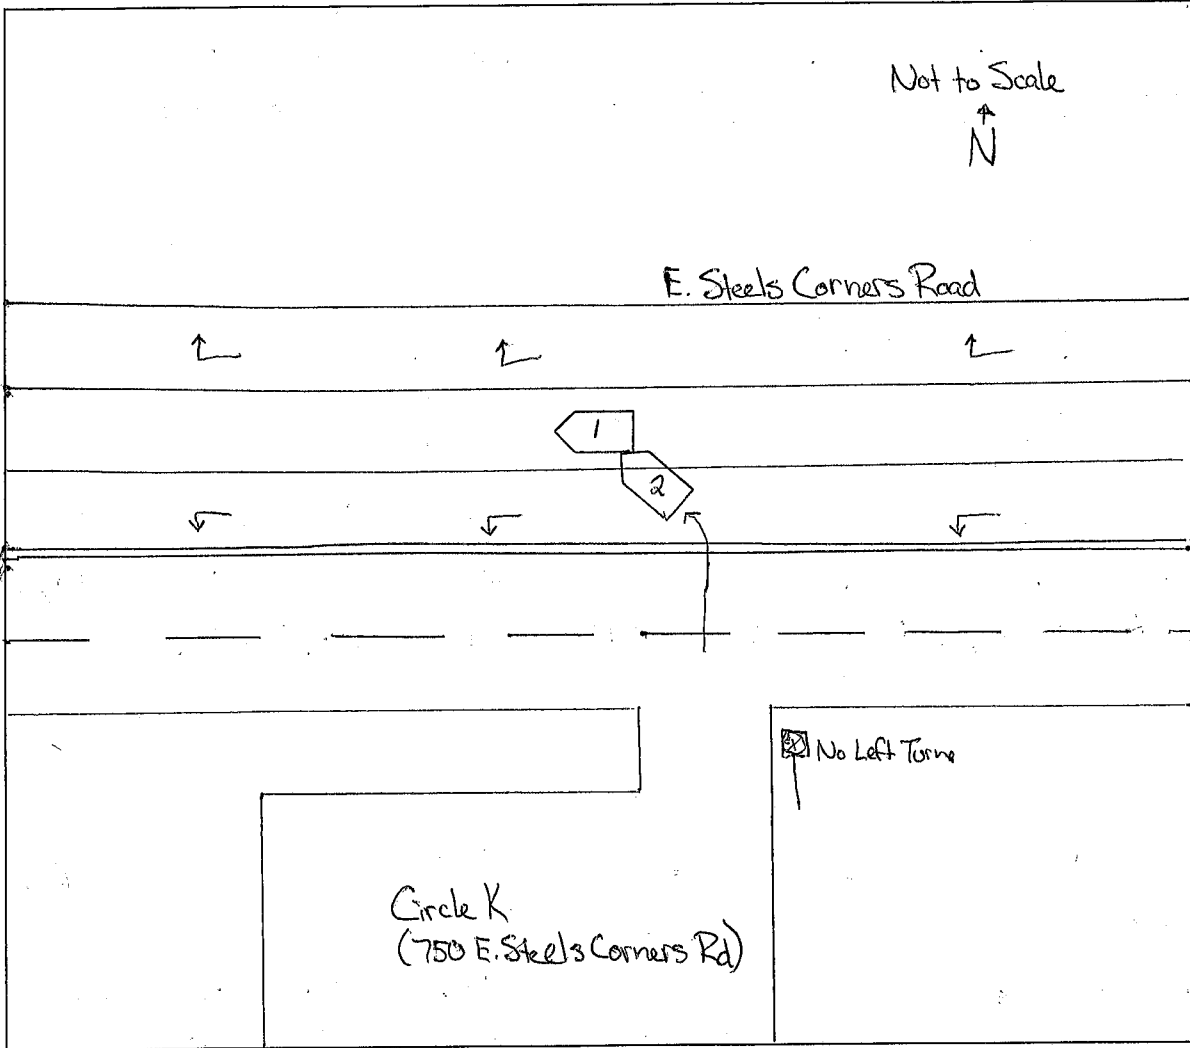 Not to Scale
N
E. Steels Corners Road
1
2
No Left Turns
Circle K
(750 E. Steels Corners Rd)